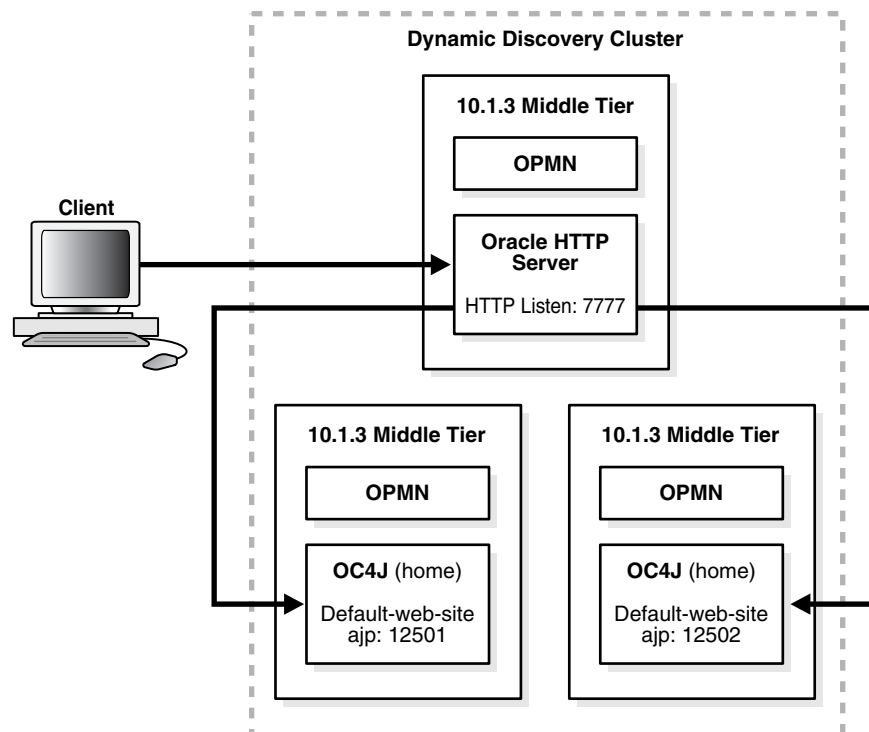 Dynamic Discovery Cluster
10.1.3 Middle Tier
OPMN
Client
Oracle HTTP
Server
HTTP Listen: 7777
10.1.3 Middle Tier
OPMN
OC4J (home)
Default-web-site
ajp: 12501
10.1.3 Middle Tier
OPMN
OC4J (home)
Default-web-site
ajp: 12502